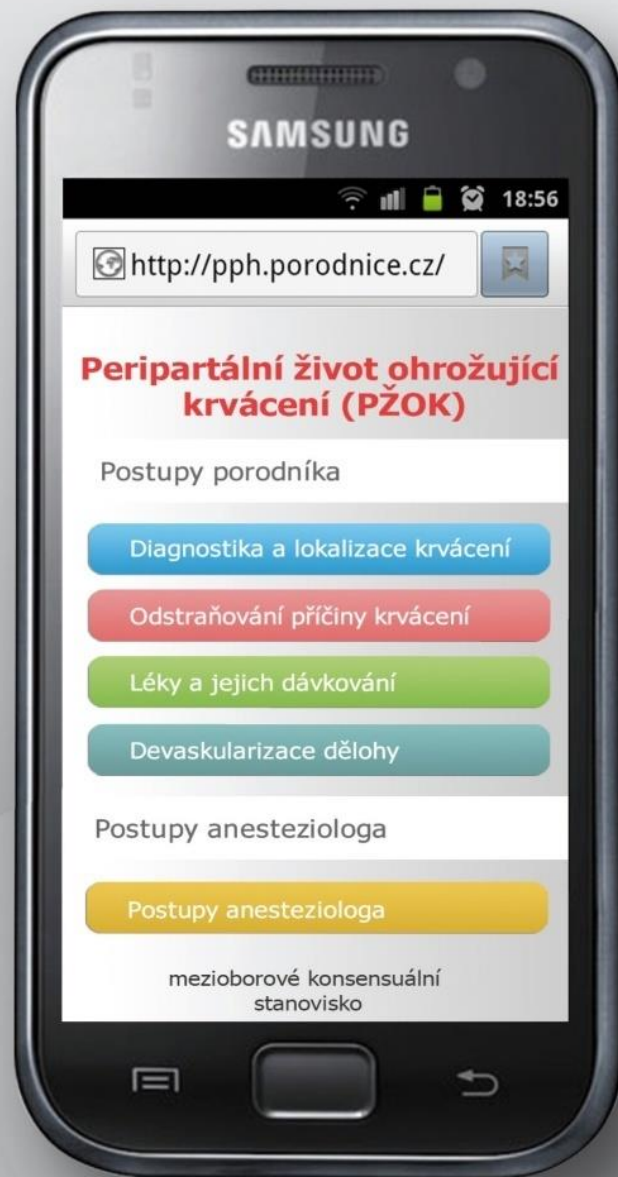 SAMSUNG
18:56
http://pph.porodnice.cz/
Peripartální život ohrožující
krvácení (PŽOK)
Postupy porodníka
Diagnostika a lokalizace krvácení
Odstraňování příčiny krvácení
Léky a jejich dávkování
Devaskularizace dělohy
Postupy anesteziologa
Postupy anesteziologa
mezioborové konsensuální
stanovisko